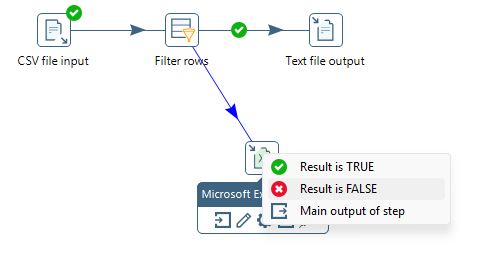 CSV file input
Filter rows
Text file output
Result is TRUE
Result is FALSE
Microsoft
Main output of step